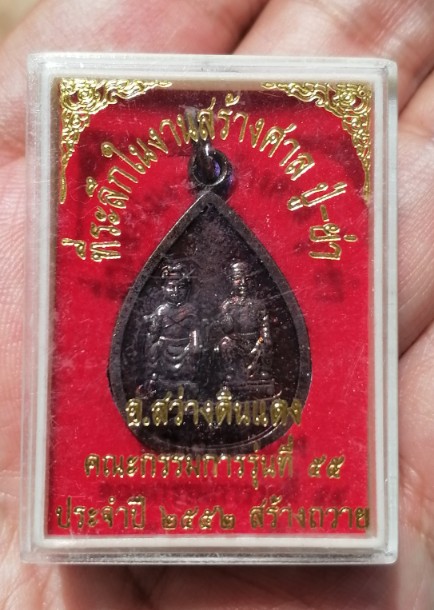 ที่ระลึกในงานสร้างศาล ปู่-ย่า
อ.สว่างดินแดง
คณะกรรมการรุ่นที่ ๕๕
ประจำปี ๒๕๕๒ สร้างถวาย